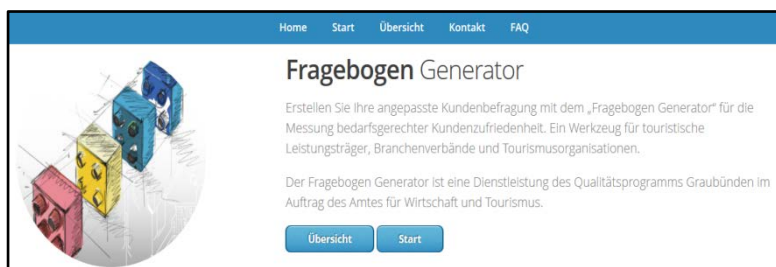 Home Start Übersicht Kontakt FAQ
Fragebogen Generator
Erstellen Sie Ihre angepasste Kundenbefragung mit dem „Fragebogen Generator“ für die
Messung bedarfsgerechter Kundenzufriedenheit. Ein Werkzeug für touristische
Leistungsträger, Branchenverbände und Tourismusorganisationen.
Der Fragebogen Generator ist eine Dienstleistung des Qualitätsprogramms Graubünden im
Auftrag des Amtes für Wirtschaft und Tourismus.
Übersicht Start